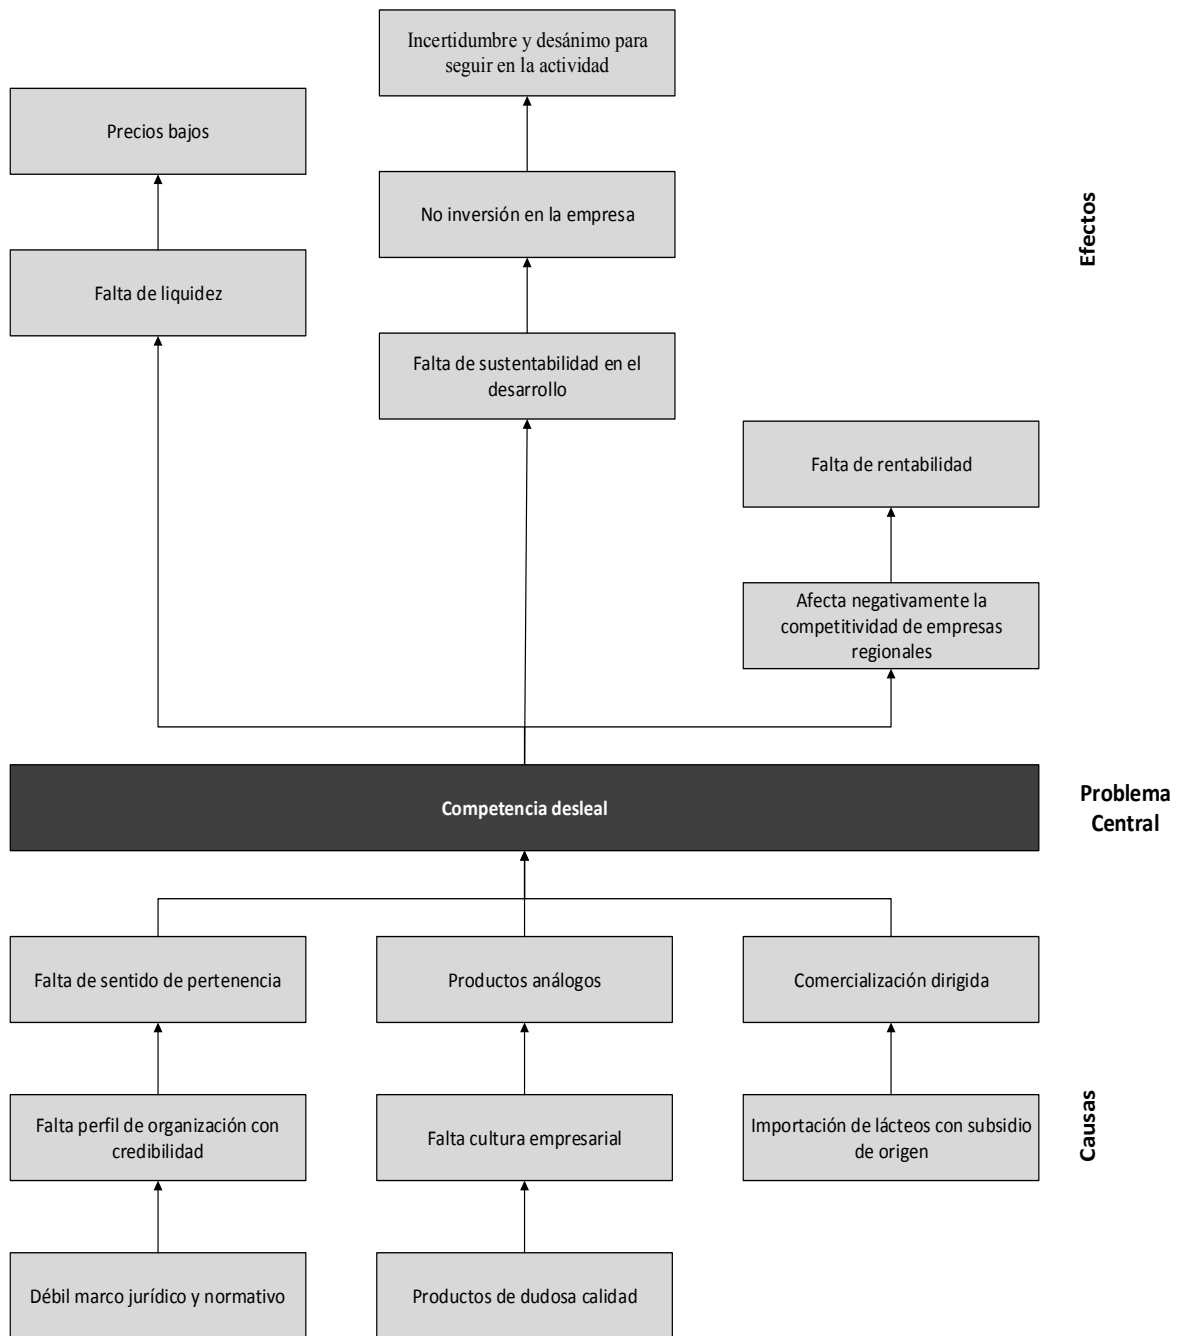 Incertidumbre y desánimo para
seguir en la actividad
Precios bajos
No inversión en la empresa
Efectos
Falta de liquidez
Falta de sustentabilidad en el
desarrollo
Falta de rentabilidad
Afecta negativamente la
competitividad de empresas
regionales
Competencia desleal
Problema
Central
Falta de sentido de pertenencia
Productos análogos
Comercialización dirigida
Falta perfil de organización con
credibilidad
Falta cultura empresarial
Importación de lácteos con subsidio
de origen
Causas
Débil marco jurídico y normativo
Productos de dudosa calidad